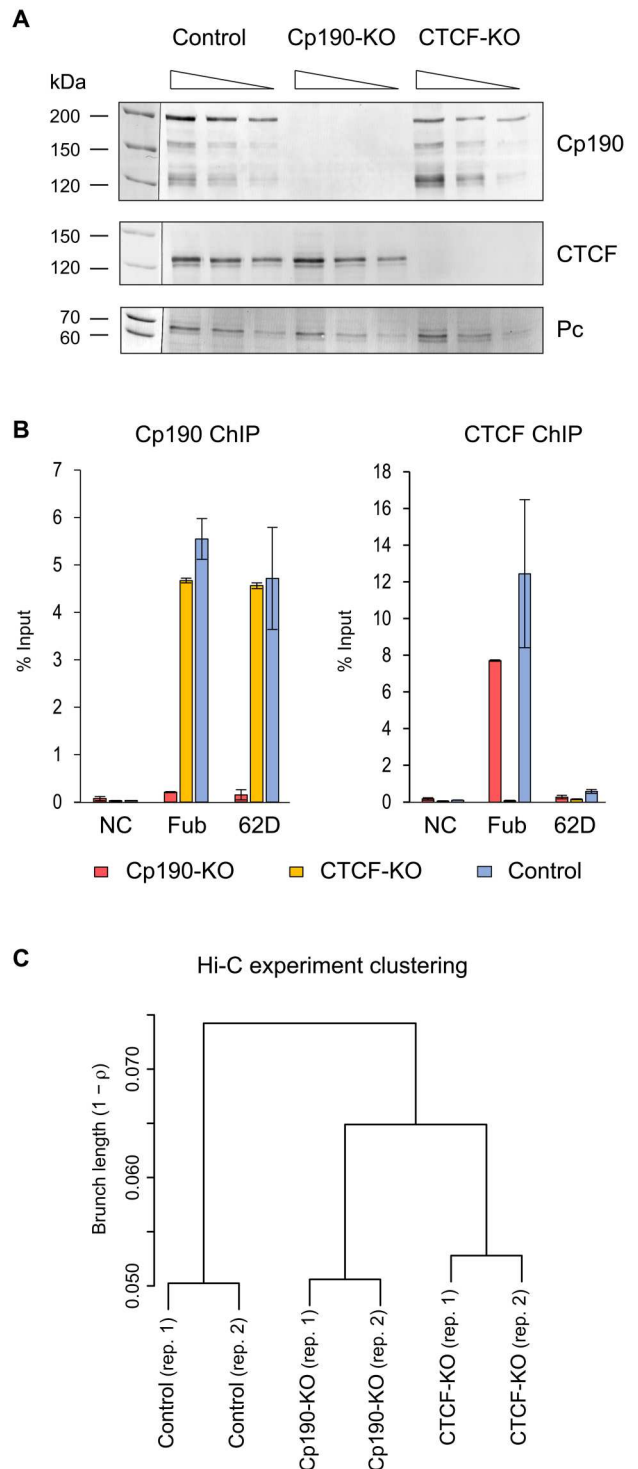 A
Control Cp190-KO CTCF-KO
kDa
200
150
120
Cp190
150
120
CTCF
70
60
Pc
B
Cp190 ChIP
CTCF ChIP
7
6
5
4
3
2
1
0
% Input
NC Fub 62D
18
16
14
12
10
8
6
4
2
0
% Input
NC Fub 62D
Cp190-KO CTCF-KO Control
C
Hi-C experiment clustering
Brunch length (1 − ρ)
0.070
0.060
0.050
Control (rep. 1)
Control (rep. 2)
Cp190-KO (rep. 1)
Cp190-KO (rep. 2)
CTCF-KO (rep. 1)
CTCF-KO (rep. 2)